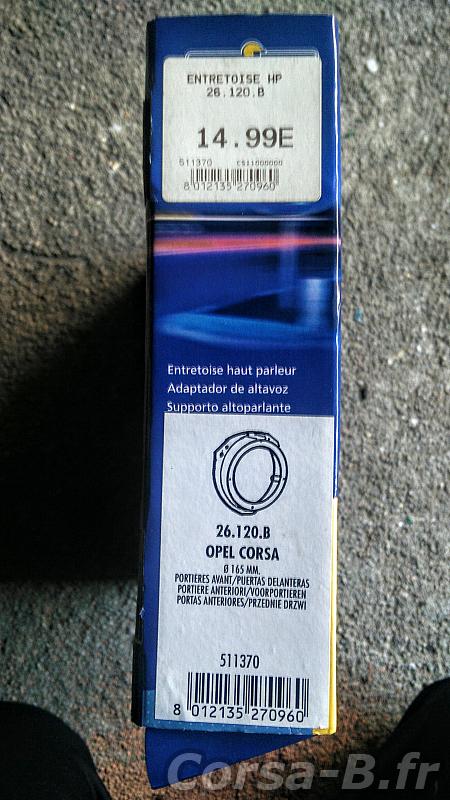 ENTRETOISE HP
26.120.B
14.99E
511370 CS11000000
8 012135 270960
Entretoise haut parleur
Adaptador de altavoz
Supporto altoparlante
26.120.B
OPEL CORSA
Ø 165 MM.
PORTIÈRES AVANT/PUERTAS DELANTERAS
PORTIERE ANTERIORI/VOORPORTIEREN
PORTAS ANTERIORES/PRZEDNIE DRZWI
511370
8 012135 270960
Corsa-B.fr